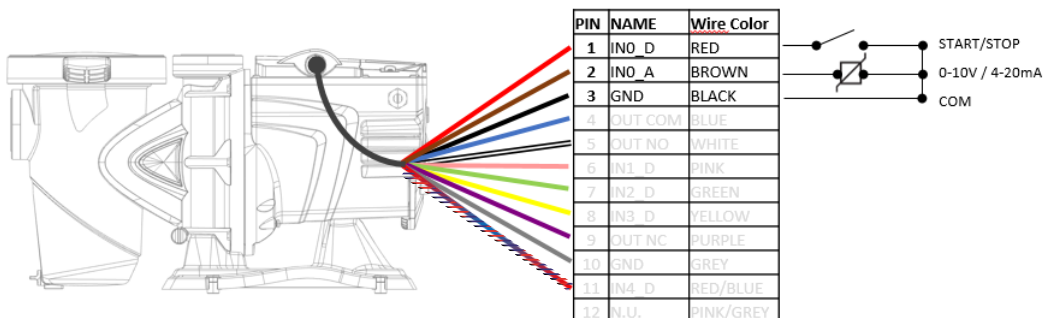 PIN NAME Wire Color
1 IN0_D RED START/STOP
2 IN0_A BROWN 0-10V / 4-20mA
3 GND BLACK COM
4 OUT COM BLUE
5 OUT NO WHITE
6 IN1_D PINK
7 IN2_D GREEN
8 IN3_D YELLOW
9 OUT NC PURPLE
10 GND GREY
11 IN4_D RED/BLUE
12 N.U. PINK/GREY